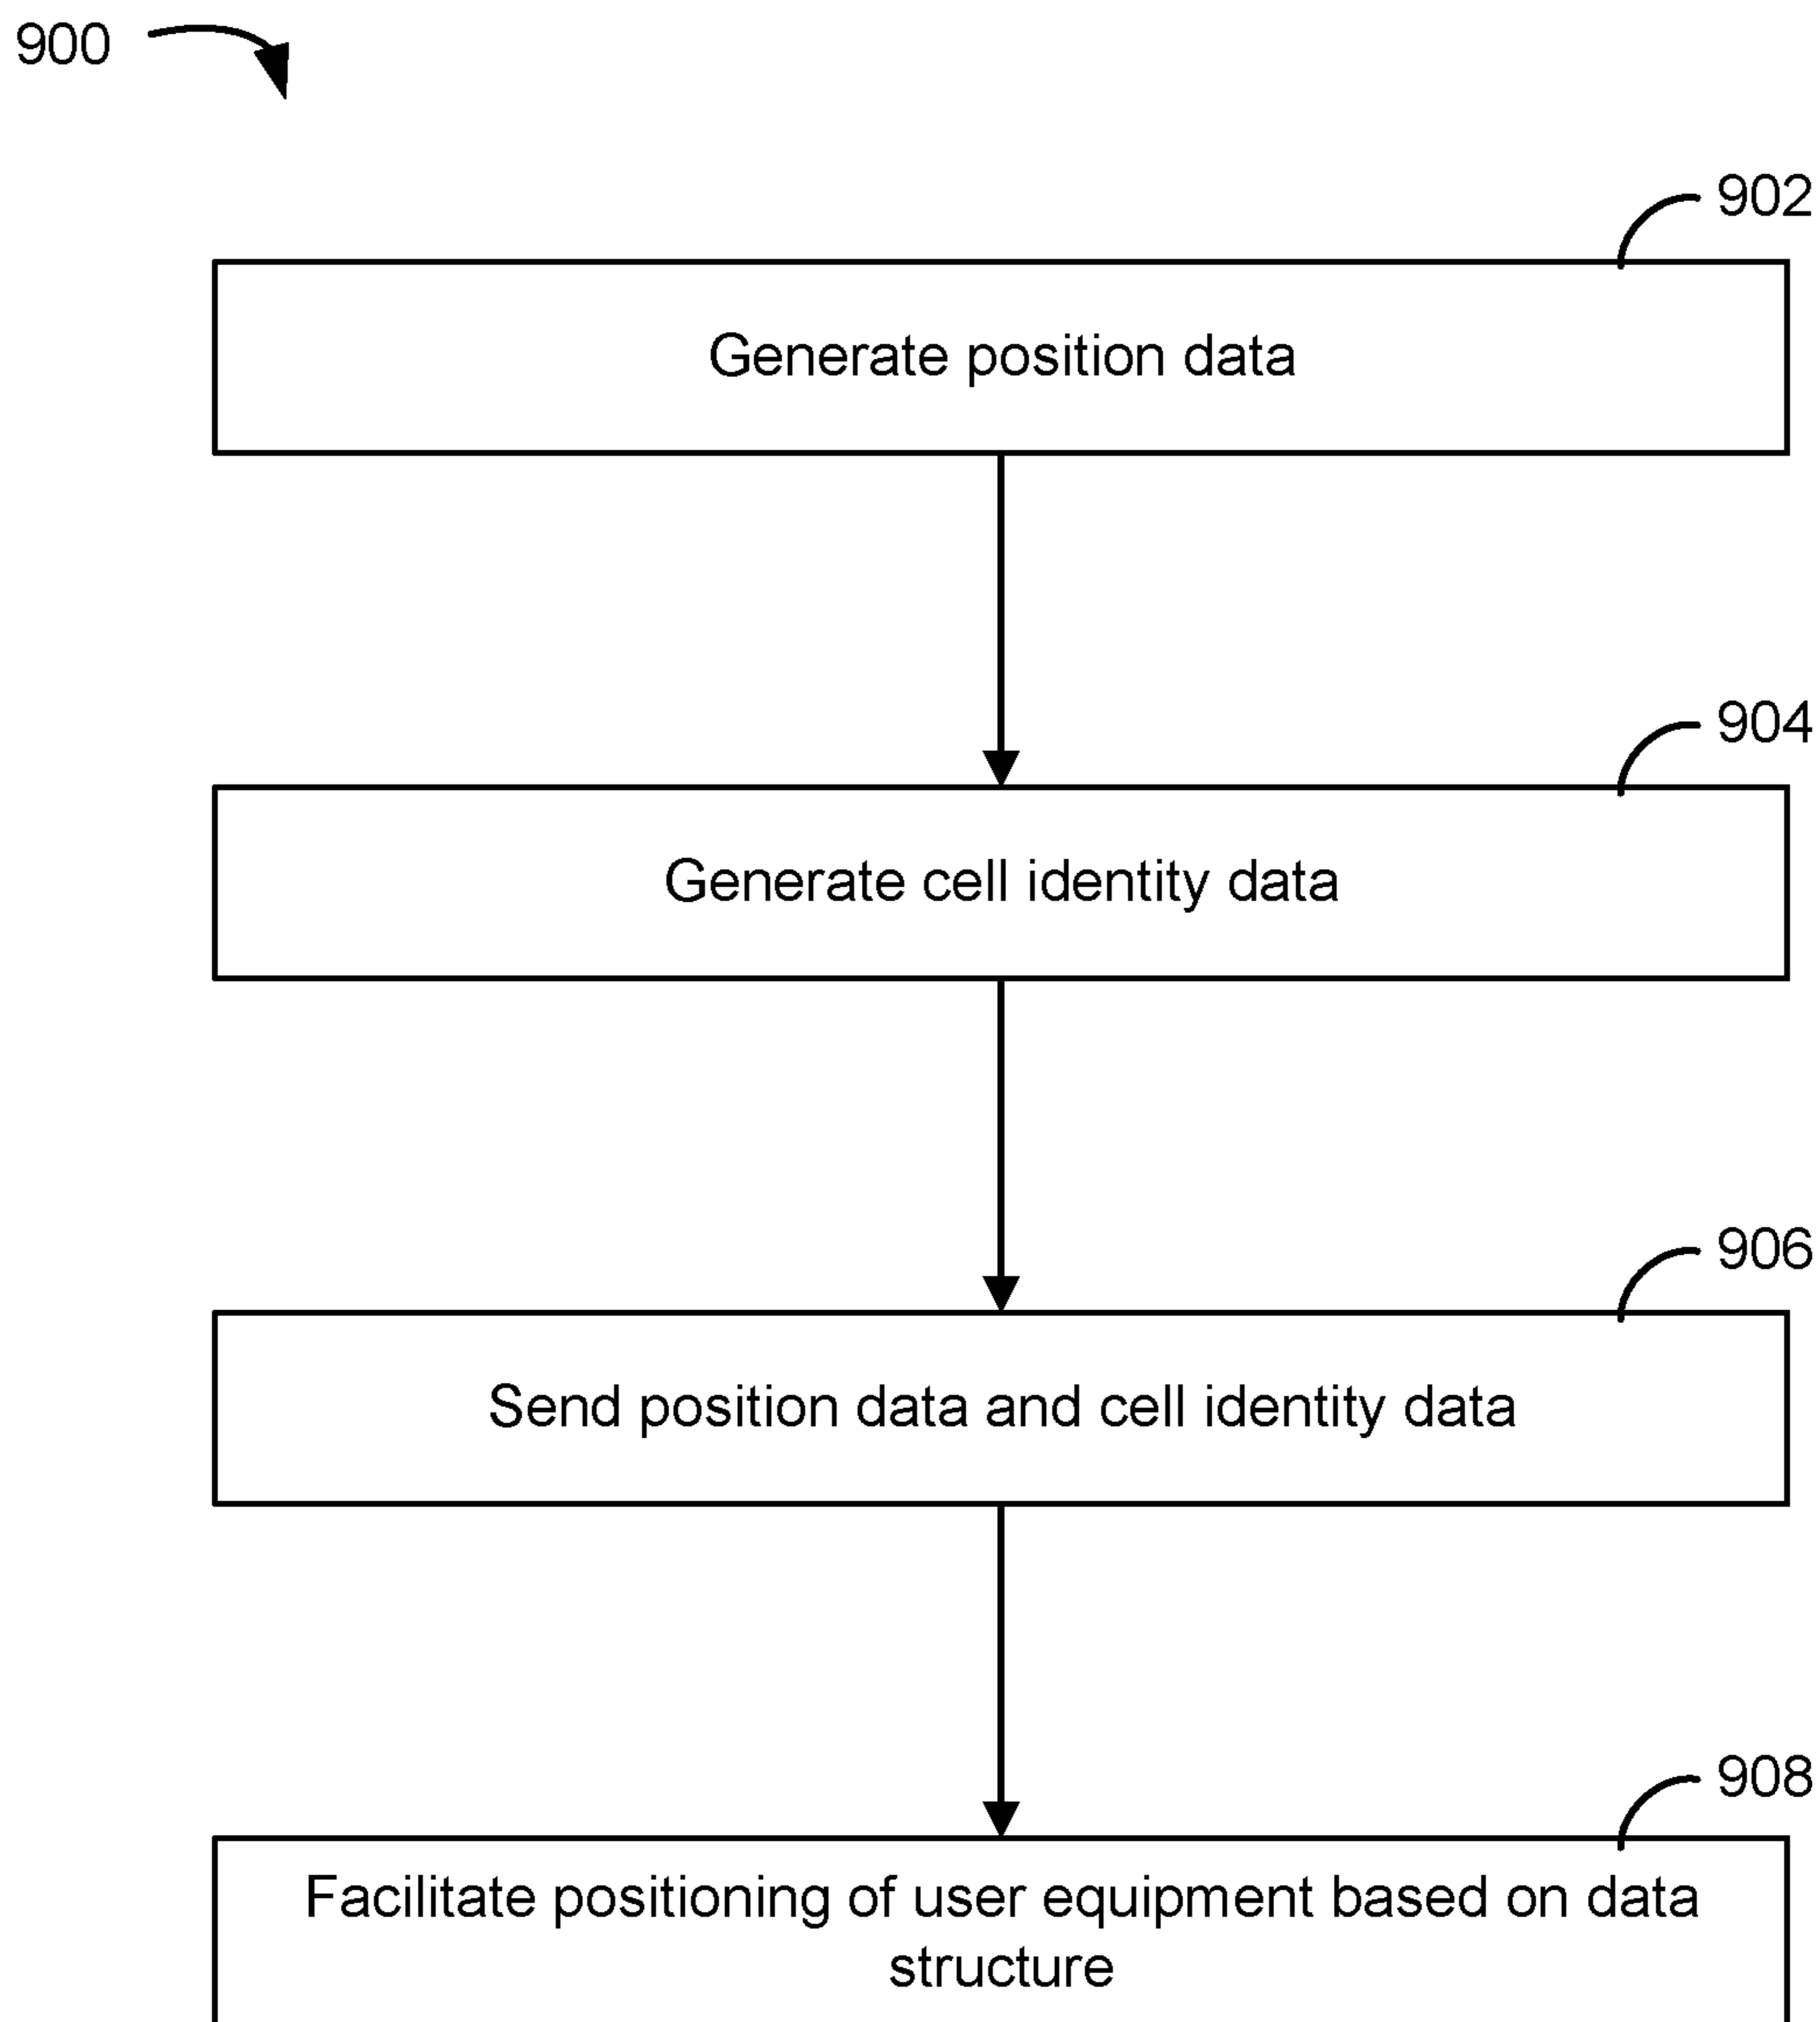 900
902
Generate position data
904
Generate cell identity data
906
Send position data and cell identity data
908
Facilitate positioning of user equipment based on data
structure